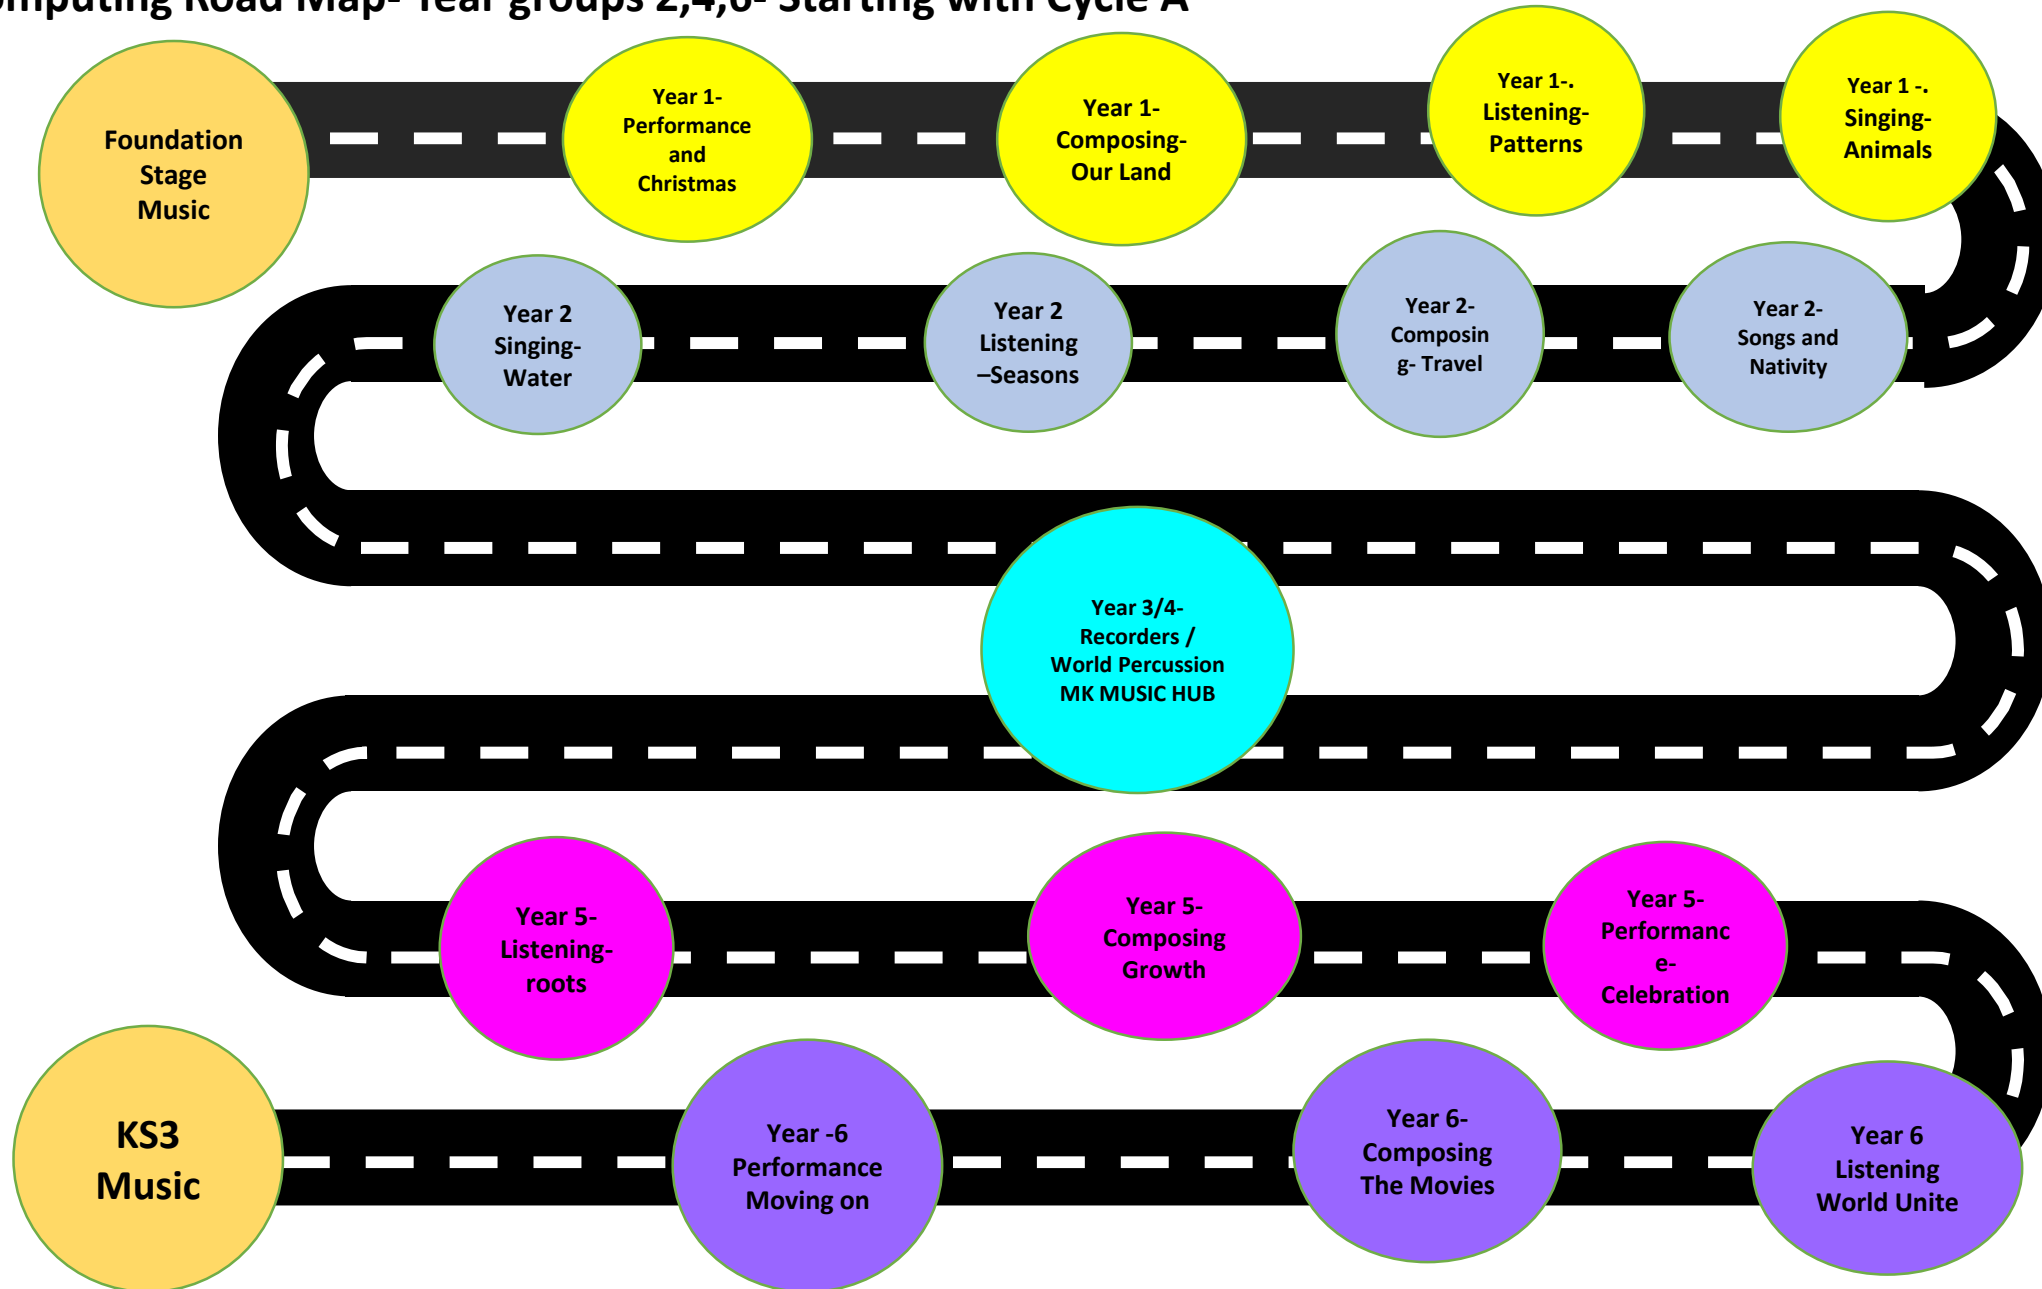 omputing Road Map- Year groups 2,4,6- Starting with Cycle A
Foundation
Stage
Music
Year 1-
Performance
and
Christmas
Year 1-
Composing-
Our Land
Year 1-.
Listening-
Patterns
Year 1 -.
Singing-
Animals
Year 2
Singing-
Water
Year 2
Listening
–Seasons
Year 2-
Composin
g- Travel
Year 2-
Songs and
Nativity
Year 3/4-
Recorders /
World Percussion
MK MUSIC HUB
Year 5-
Listening-
roots
Year 5-
Composing
Growth
Year 5-
Performanc
e-
Celebration
KS3
Music
Year -6
Performance
Moving on
Year 6-
Composing
The Movies
Year 6
Listening
World Unite